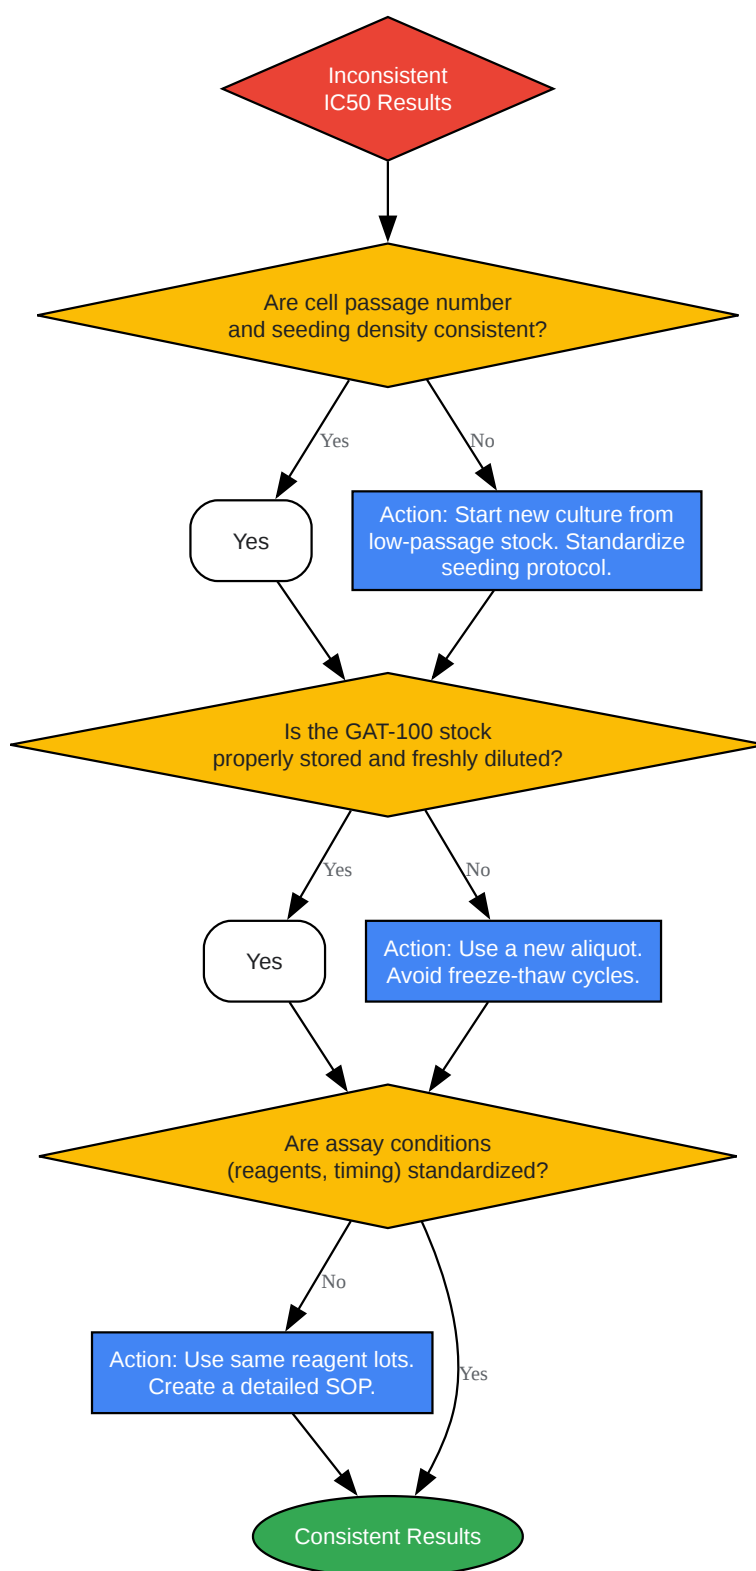 Inconsistent
IC50 Results
Are cell passage number
and seeding density consistent?
Yes
No
Yes
Action: Start new culture from
low-passage stock. Standardize
seeding protocol.
Is the GAT-100 stock
properly stored and freshly diluted?
Yes
No
Yes
Action: Use a new aliquot.
Avoid freeze-thaw cycles.
Are assay conditions
(reagents, timing) standardized?
No
Action: Use same reagent lots.
Create a detailed SOP.
Yes
Consistent Results